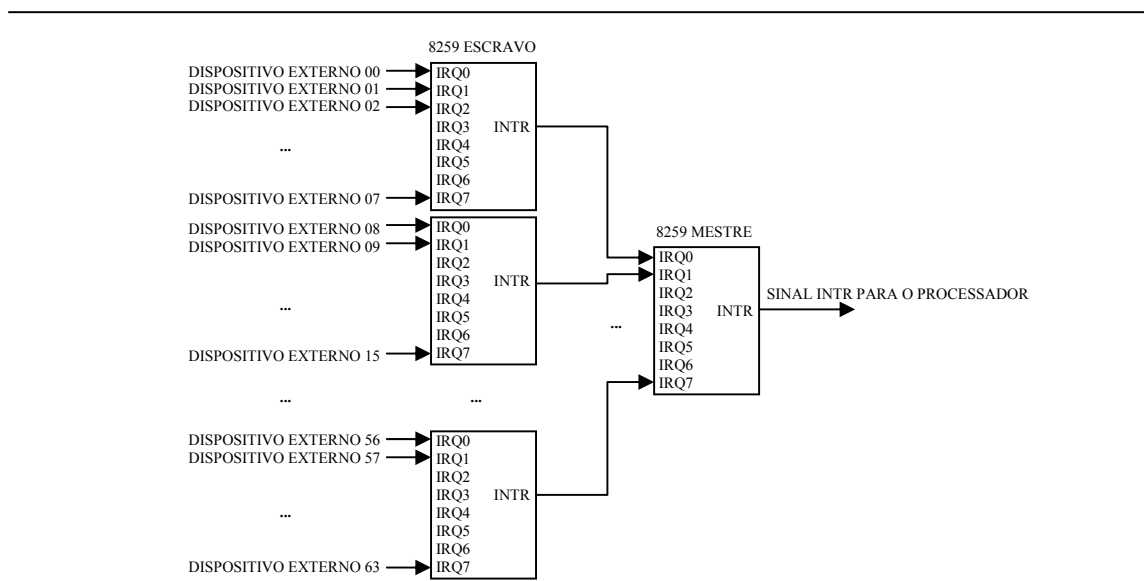 8259 ESCRAVO
DISPOSITIVO EXTERNO 00
DISPOSITIVO EXTERNO 01
DISPOSITIVO EXTERNO 02
...
DISPOSITIVO EXTERNO 07
IRQ0
IRQ1
IRQ2
IRQ3 INTR
IRQ4
IRQ5
IRQ6
IRQ7
DISPOSITIVO EXTERNO 08
DISPOSITIVO EXTERNO 09
...
DISPOSITIVO EXTERNO 15
IRQ0
IRQ1
IRQ2
IRQ3 INTR
IRQ4
IRQ5
IRQ6
IRQ7
... ...
DISPOSITIVO EXTERNO 56
DISPOSITIVO EXTERNO 57
...
DISPOSITIVO EXTERNO 63
IRQ0
IRQ1
IRQ2
IRQ3 INTR
IRQ4
IRQ5
IRQ6
IRQ7
...
8259 MESTRE
IRQ0
IRQ1
IRQ2
IRQ3 INTR
IRQ4
IRQ5
IRQ6
IRQ7
SINAL INTR PARA O PROCESSADOR